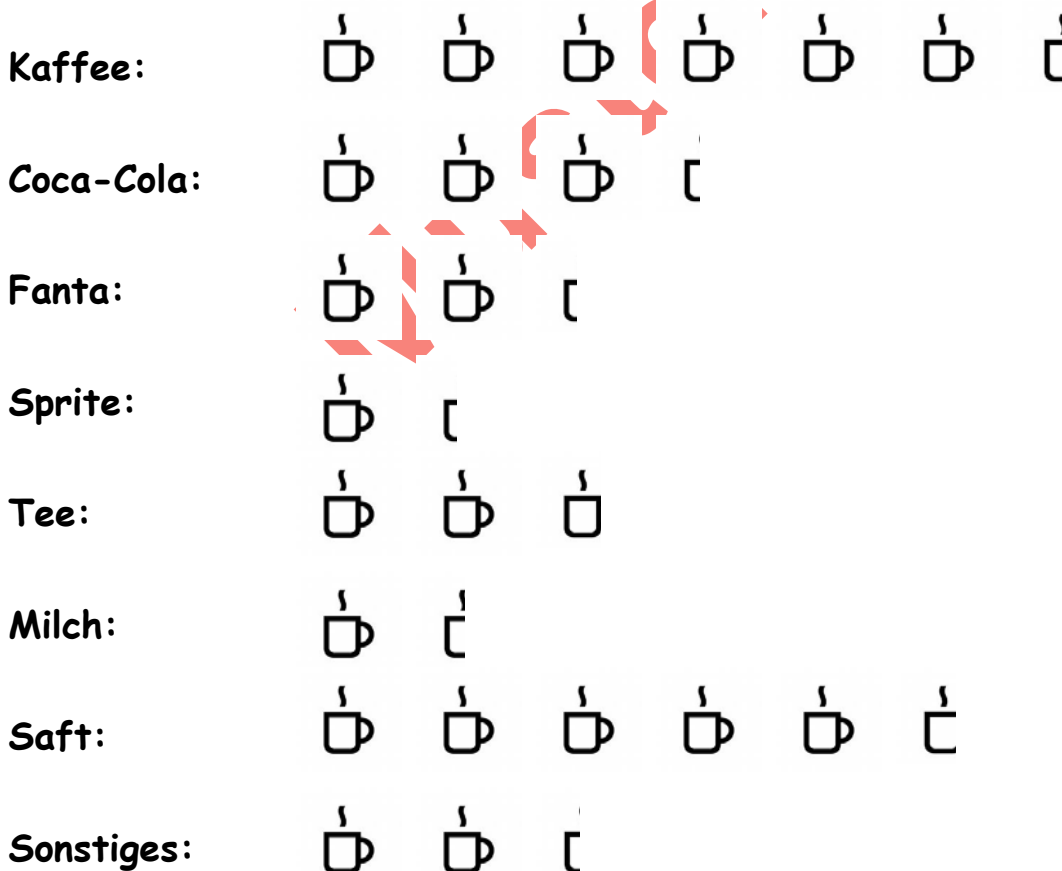 Kaffee:
Coca-Cola:
Fanta:
Sprite:
Tee:
Milch:
Saft:
Sonstiges: